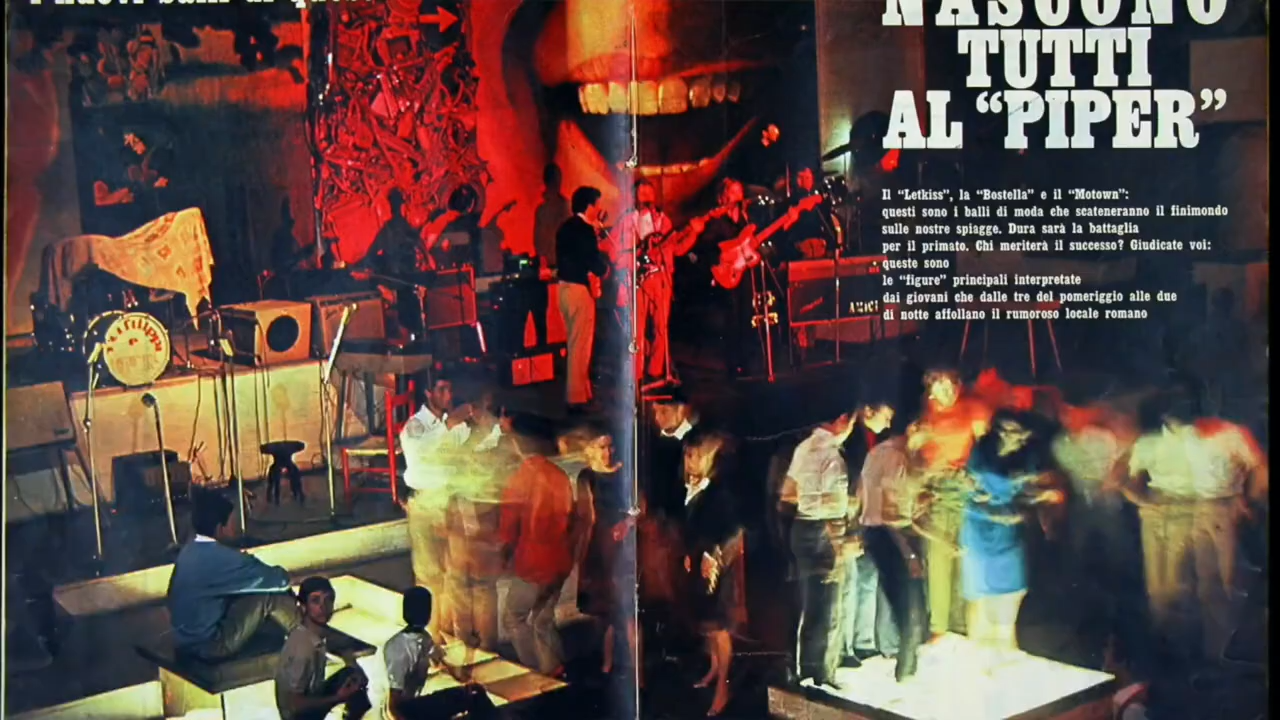 i nuovi balli di
NASCONO
TUTTI
AL “PIPER”
Il “Letkiss”, la “Bostella” e il “Motown”:
questi sono i balli di moda che scateneranno il finimondo
sulle nostre spiagge. Dura sarà la battaglia
per il primato. Chi meriterà il successo? Giudicate voi:
queste sono
le “figure” principali interpretate
dai giovani che dalle tre del pomeriggio alle due
di notte affollano il rumoroso locale romano